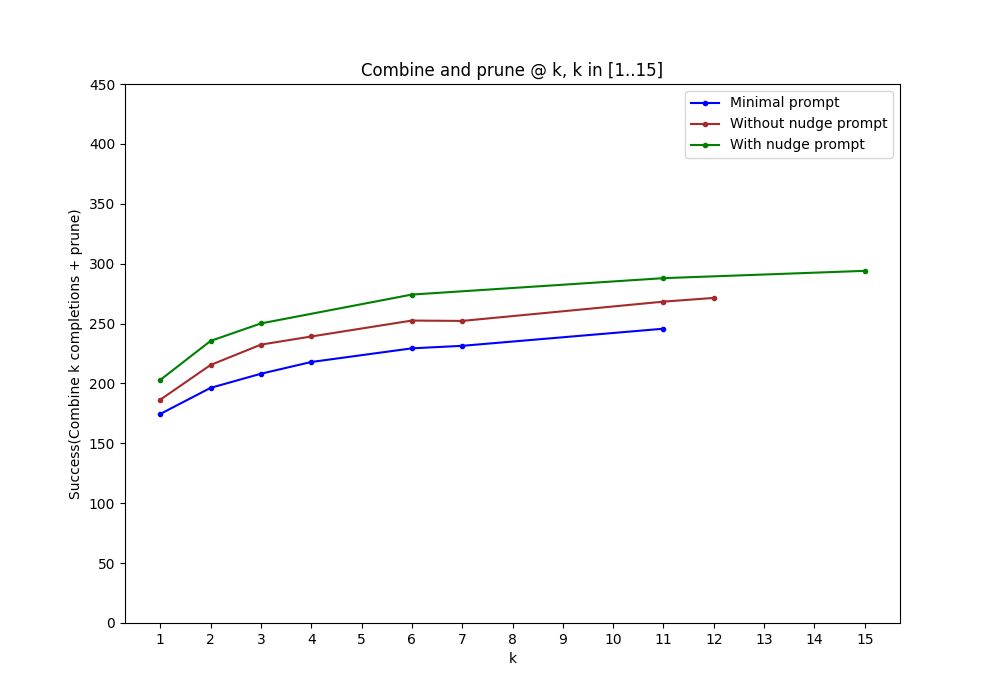 Combine and prune @ k, k in [1..15]
450
400
350
300
250
200
150
100
50
0
Success(Combine k completions + prune)
Minimal prompt
Without nudge prompt
With nudge prompt
1 2 3 4 5 6 7 8 9 10 11 12 13 14 15
k